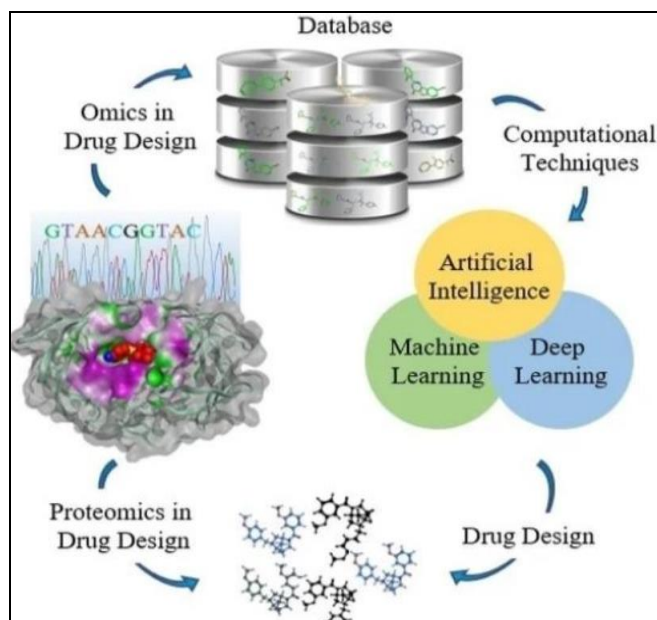 Database
Omics in
Drug Design
Computational
Techniques
GTAACGGTAC
Artificial
Intelligence
Machine
Learning
Deep
Learning
Proteomics in
Drug Design
Drug Design